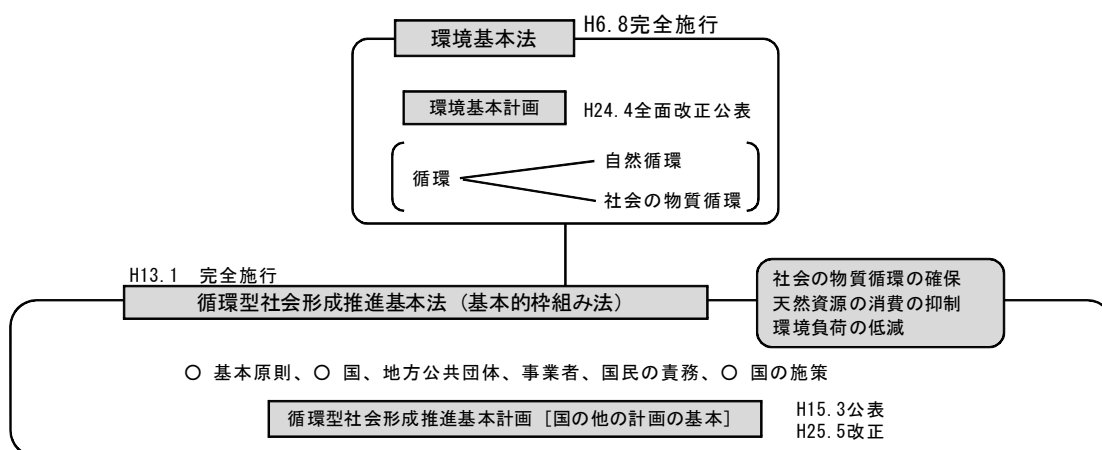 H6.8完全施行
環境基本法
環境基本計画
H24.4全面改正公表
自然循環
循環
社会の物質循環
H13.1 完全施行
循環型社会形成推進基本法（基本的枠組み法）
社会の物質循環の確保
天然資源の消費の抑制
環境負荷の低減
○ 基本原則、○ 国、地方公共団体、事業者、国民の責務、○ 国の施策
循環型社会形成推進基本計画［国の他の計画の基本］
H15.3公表
H25.5改正